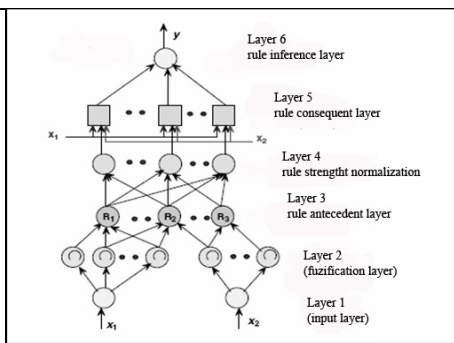 y
Layer 6
rule inference layer
Layer 5
rule consequent layer
x₁
x₂
Layer 4
rule strenght normalization
Layer 3
rule antecedent layer
R₁
R₂
R₃
Layer 2
(fuzification layer)
Layer 1
(input layer)
x₁
x₂